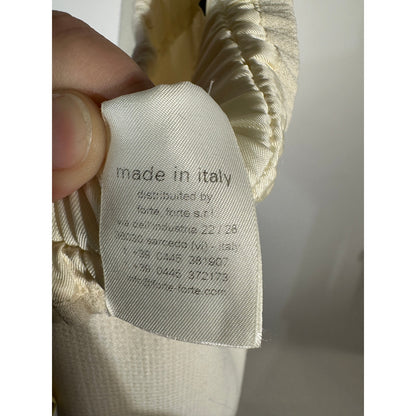 made in italy
distributed by
forte_forte s.r.l.
via dell'industria 22 / 28
36030 sarcedo (vi) - italy
t +39 0445 381907
+39 0445 372173
info@forte-forte.com